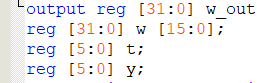 output reg [31:0] w_out
reg [31:0] w [15:0];
reg [5:0] t;
reg [5:0] y;